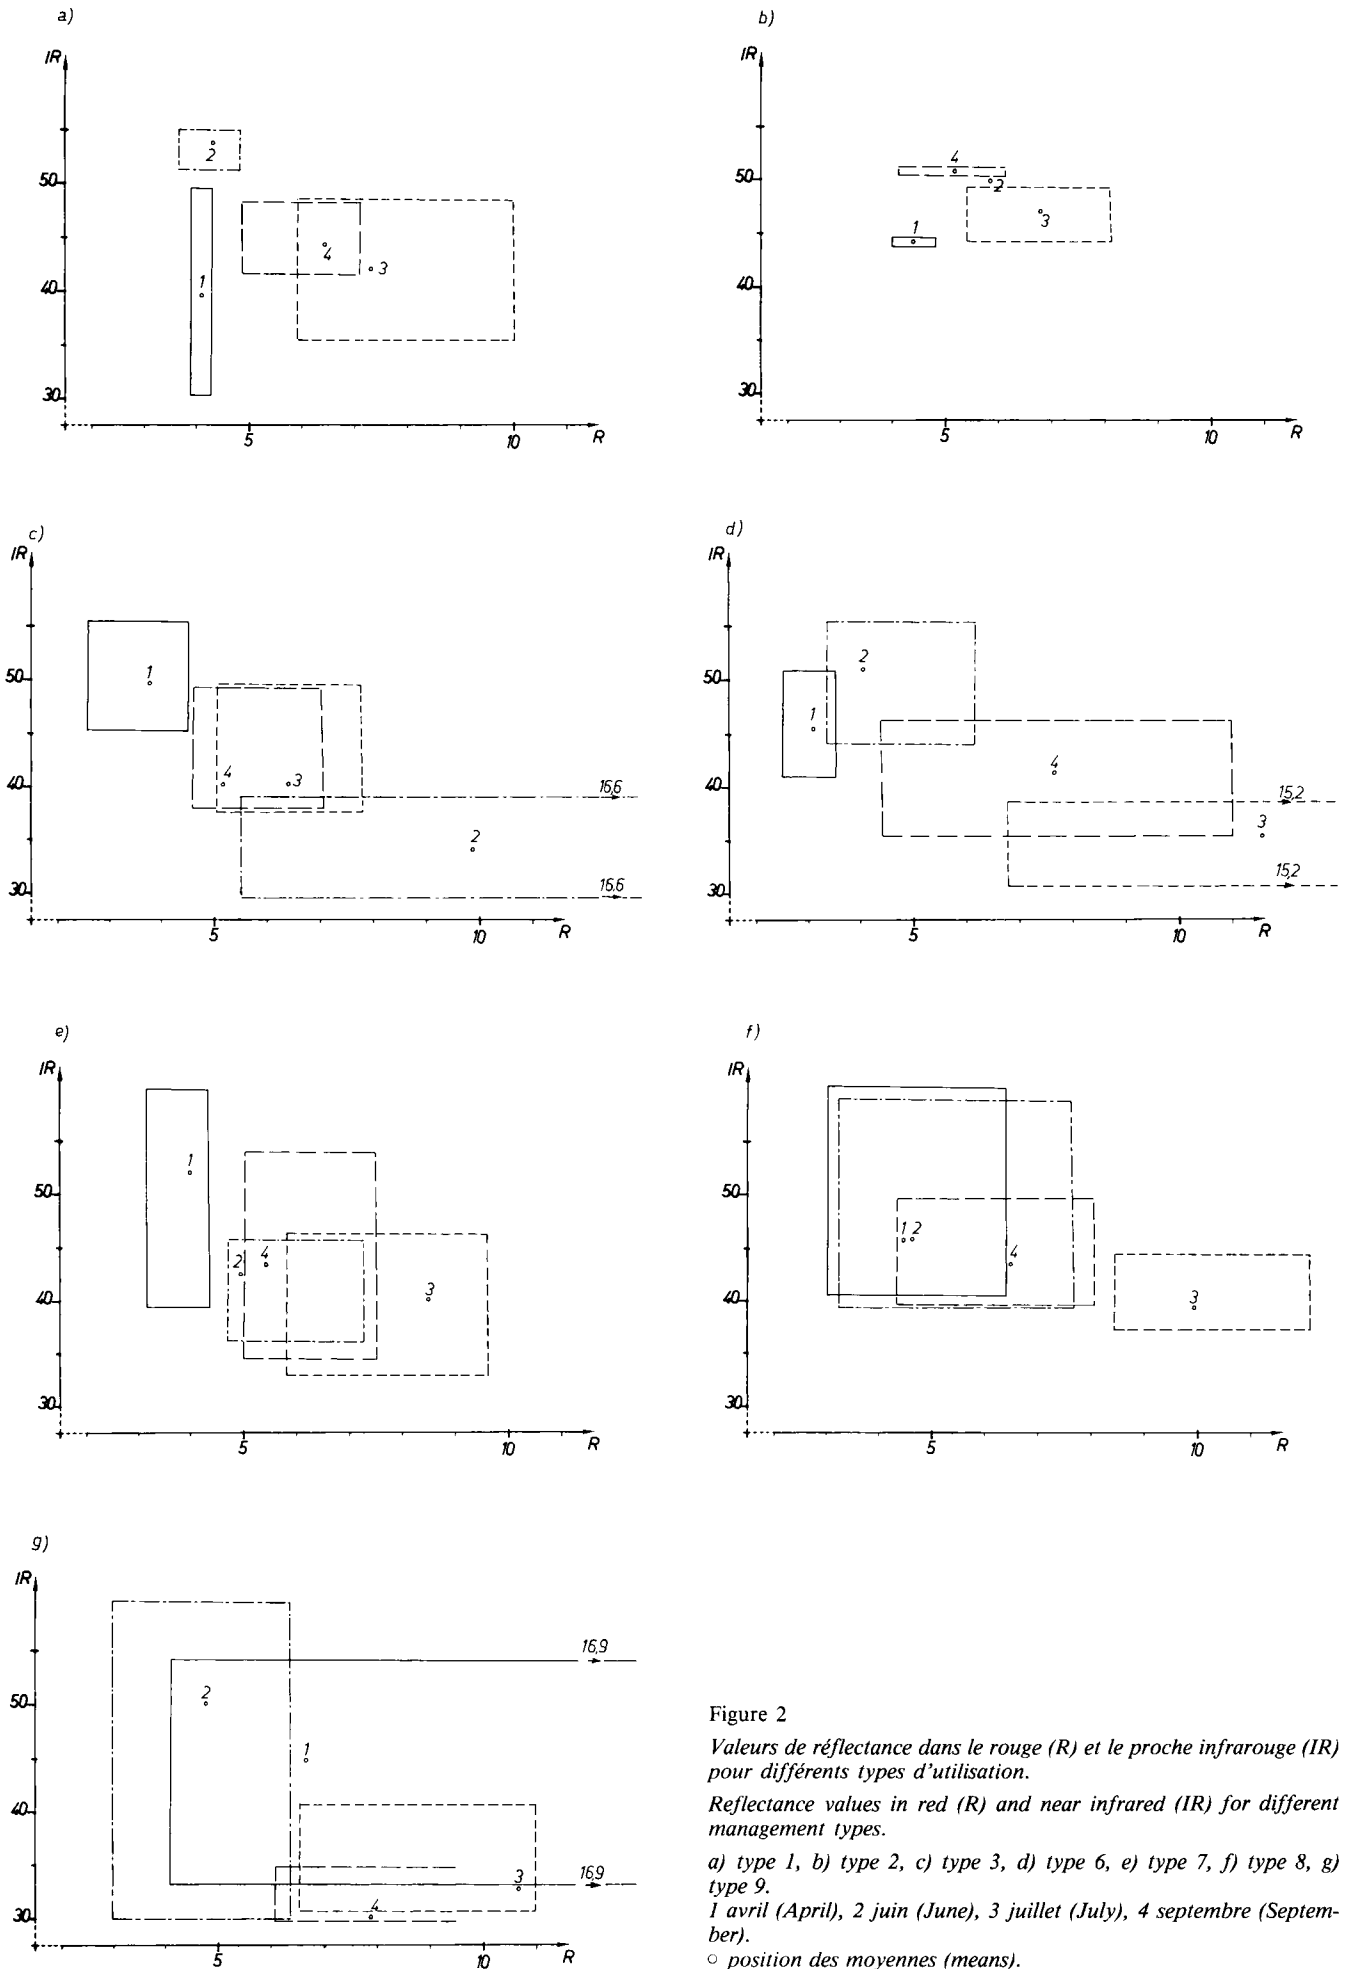 a)
IR
2
50
1
4
3
40
30
5
10
R
b)
IR
4
50
2
3
1
40
30
5
10
R
c)
IR
1
50
4
3
40
16,6
2
30
16,6
5
10
R
d)
IR
2
50
1
4
40
15,2
3
15,2
30
5
10
R
e)
IR
1
50
2
4
3
40
30
5
10
R
f)
IR
50
1 2
4
3
40
30
5
10
R
g)
IR
16,9
2
50
1
40
3
16,9
4
30
5
10
R
Figure 2
Valeurs de réflectance dans le rouge (R) et le proche infrarouge (IR)
pour différents types d'utilisation.
Reflectance values in red (R) and near infrared (IR) for different
management types.
a) type 1, b) type 2, c) type 3, d) type 6, e) type 7, f) type 8, g)
type 9.
1 avril (April), 2 juin (June), 3 juillet (July), 4 septembre (Septem-
ber).
○ position des moyennes (means).